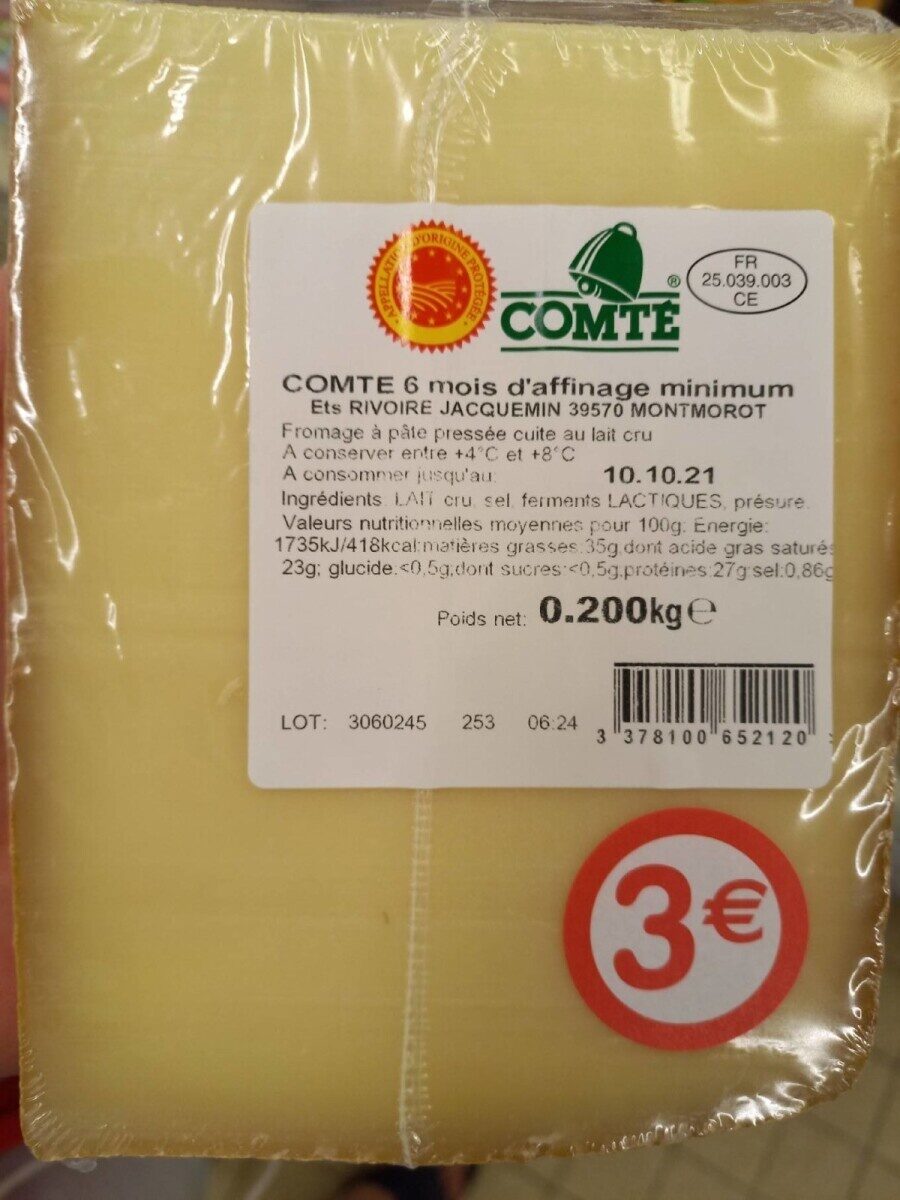 APPELLATION D'ORIGINE PROTÉGÉE
COMTÉ ®
FR
25.039.003
CE
COMTE 6 mois d'affinage minimum
Ets RIVOIRE JACQUEMIN 39570 MONTMOROT
Fromage à pâte pressée cuite au lait cru
A conserver entre +4°C et +8°C
A consommer jusqu'au: 10.10.21
Ingrédients: LAIT cru, sel, ferments LACTIQUES, présure.
Valeurs nutritionnelles moyennes pour 100g: Énergie:
1735kJ/418kcal:matières grasses:35g,dont acide gras saturés
23g; glucide:<0,5g,dont sucres:<0,5g,protéines:27g:sel:0,86g
Poids net: 0.200kg℮
LOT: 3060245 253 06:24
3 378100 652120 >
3€